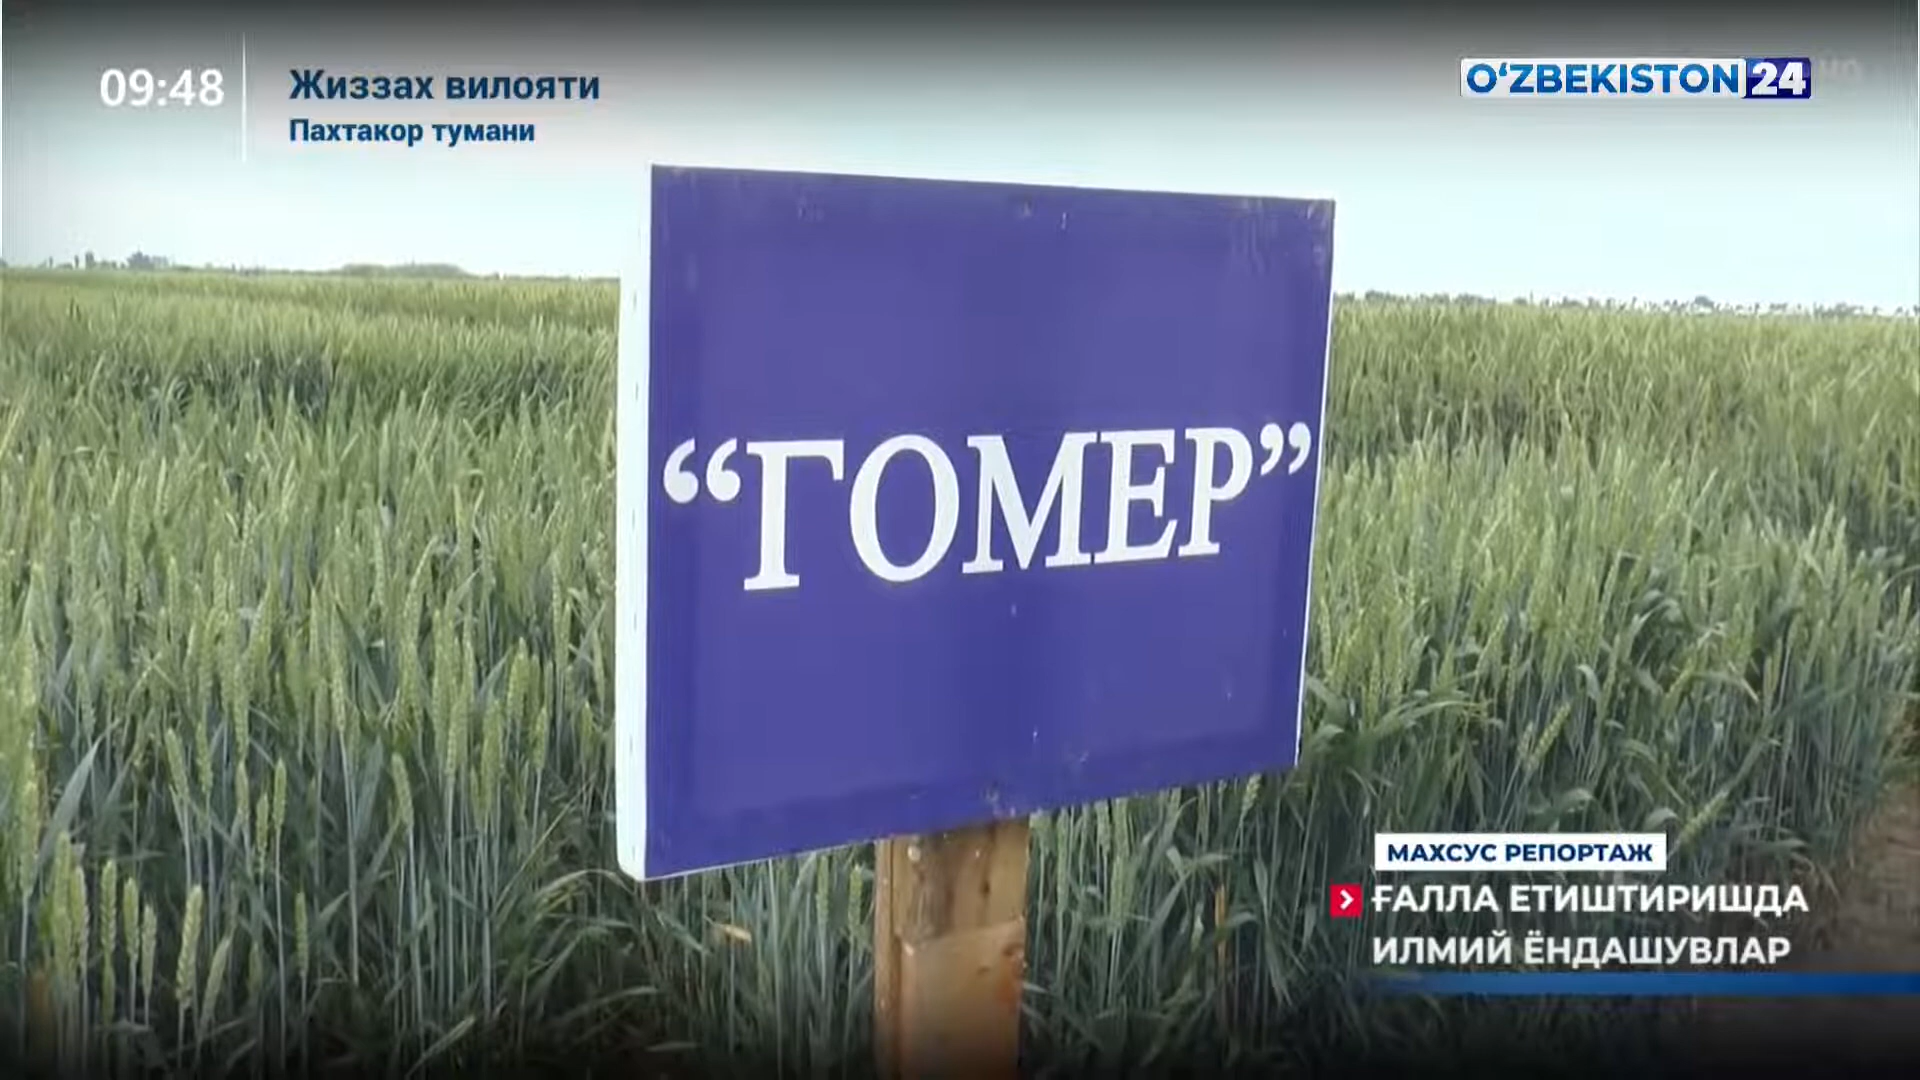 09:48
Жиззах вилояти
Пахтакор тумани
O‘ZBEKISTON 24
“ГОМЕР”
МАХСУС РЕПОРТАЖ
ҒАЛЛА ЕТИШТИРИШДА
ИЛМИЙ ЁНДАШУВЛАР